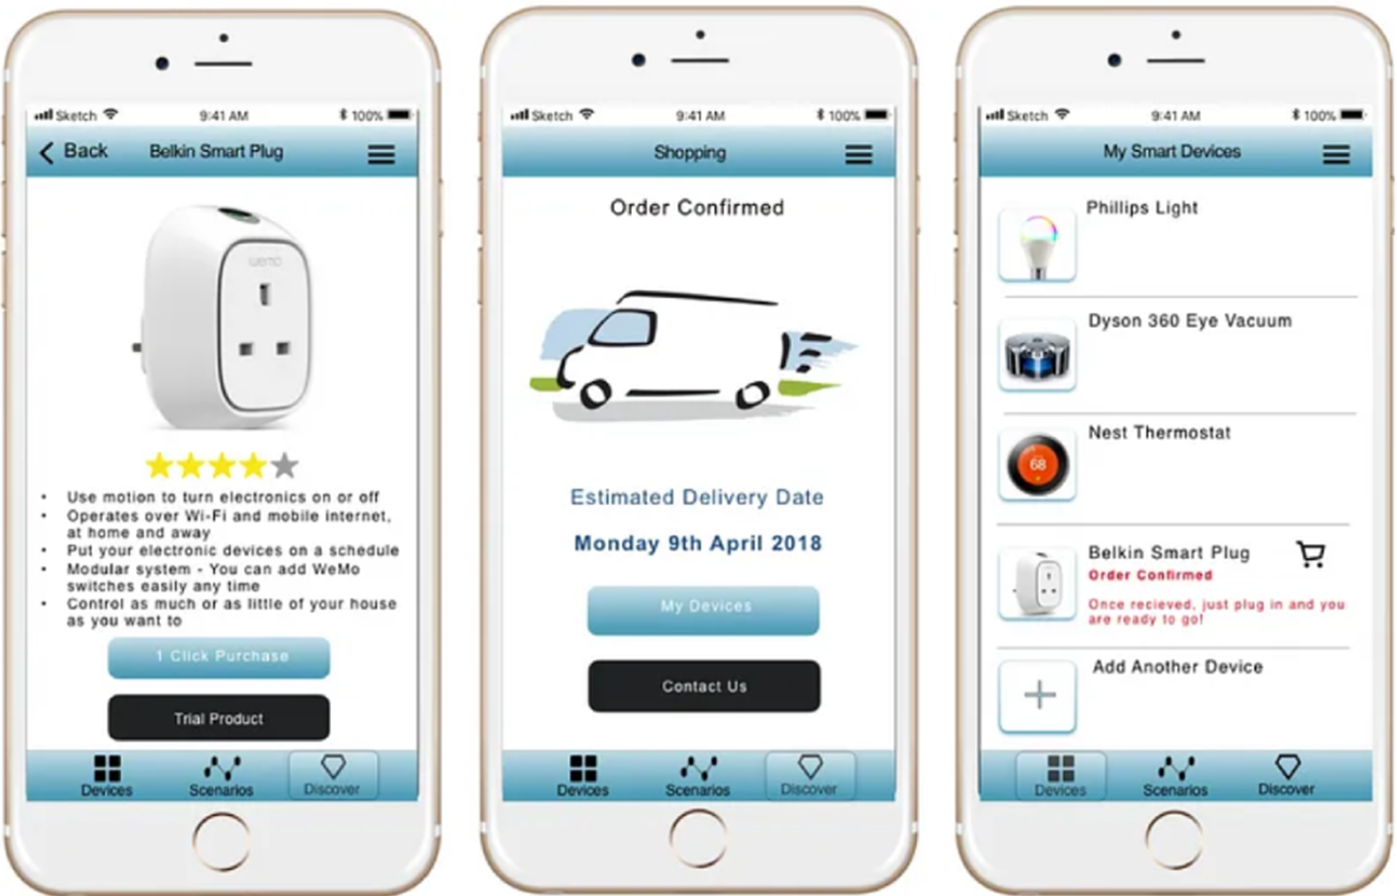 Sketch 9:41 AM 100%
Back Belkin Smart Plug
wemo
• Use motion to turn electronics on or off
• Operates over Wi-Fi and mobile internet,
at home and away
• Put your electronic devices on a schedule
• Modular system - You can add WeMo
switches easily any time
• Control as much or as little of your house
as you want to
1 Click Purchase
Trial Product
Devices Scenarios Discover
Sketch 9:41 AM 100%
Shopping
Order Confirmed
Estimated Delivery Date
Monday 9th April 2018
My Devices
Contact Us
Devices Scenarios Discover
Sketch 9:41 AM 100%
My Smart Devices
Phillips Light
Dyson 360 Eye Vacuum
Nest Thermostat
68
Belkin Smart Plug
Order Confirmed
Once recieved, just plug in and you
are ready to go!
Add Another Device
Devices Scenarios Discover